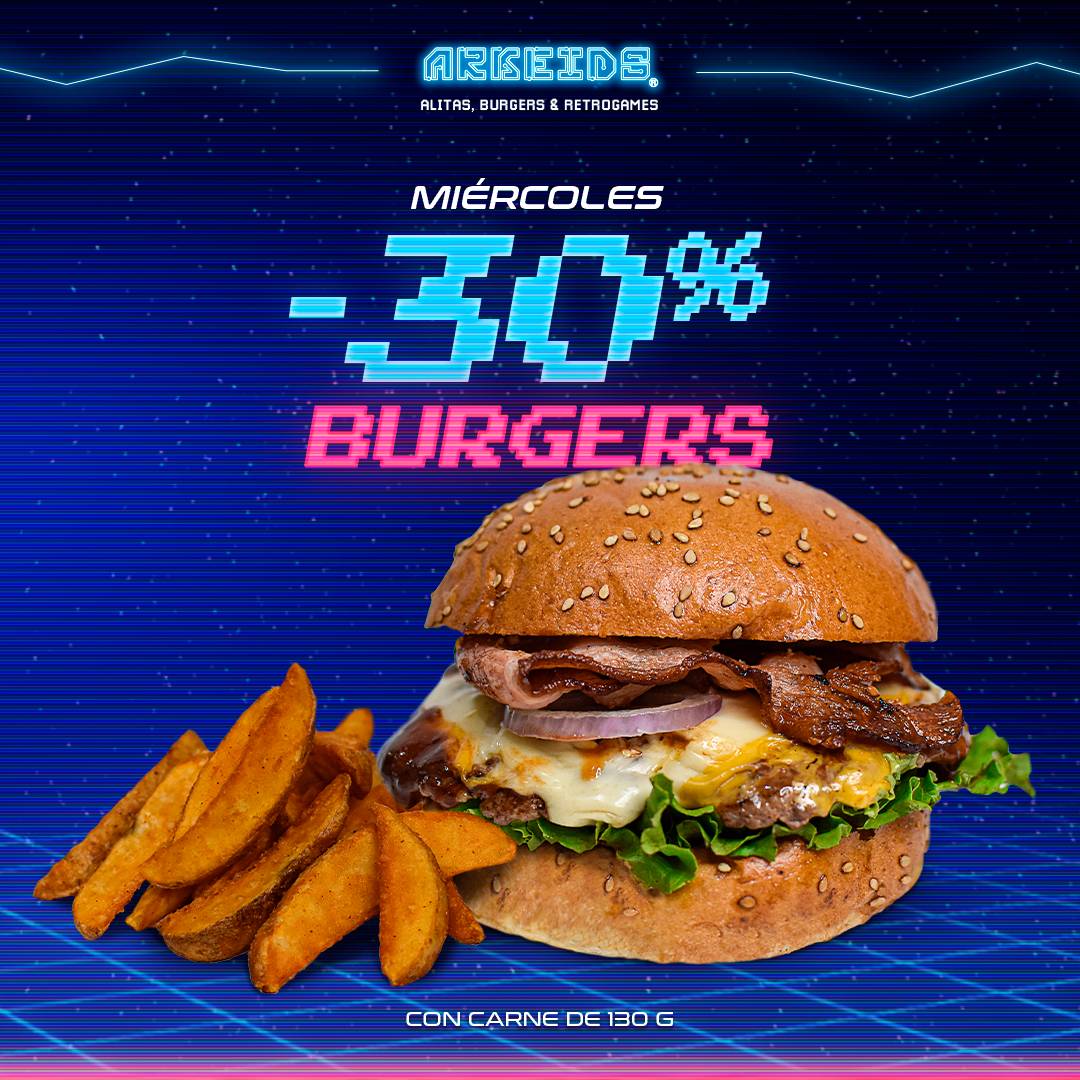 ARKEIDS®
ALITAS, BURGERS & RETROGAMES
MIÉRCOLES
-30%
BURGERS
CON CARNE DE 130 G